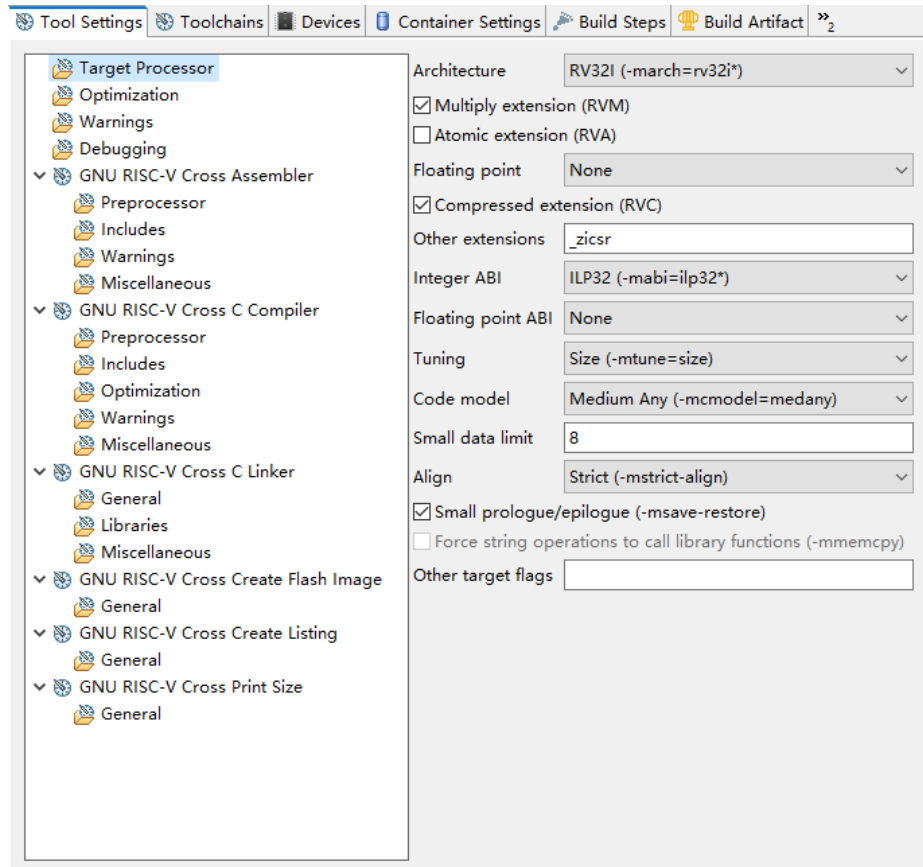 Tool Settings Toolchains Devices Container Settings Build Steps Build Artifact »2
Target Processor
Optimization
Warnings
Debugging
GNU RISC-V Cross Assembler
Preprocessor
Includes
Warnings
Miscellaneous
GNU RISC-V Cross C Compiler
Preprocessor
Includes
Optimization
Warnings
Miscellaneous
GNU RISC-V Cross C Linker
General
Libraries
Miscellaneous
GNU RISC-V Cross Create Flash Image
General
GNU RISC-V Cross Create Listing
General
GNU RISC-V Cross Print Size
General
Architecture RV32I (-march=rv32i*)
Multiply extension (RVM)
Atomic extension (RVA)
Floating point None
Compressed extension (RVC)
Other extensions _zicsr
Integer ABI ILP32 (-mabi=ilp32*)
Floating point ABI None
Tuning Size (-mtune=size)
Code model Medium Any (-mcmodel=medany)
Small data limit 8
Align Strict (-mstrict-align)
Small prologue/epilogue (-msave-restore)
Force string operations to call library functions (-mmemcpy)
Other target flags